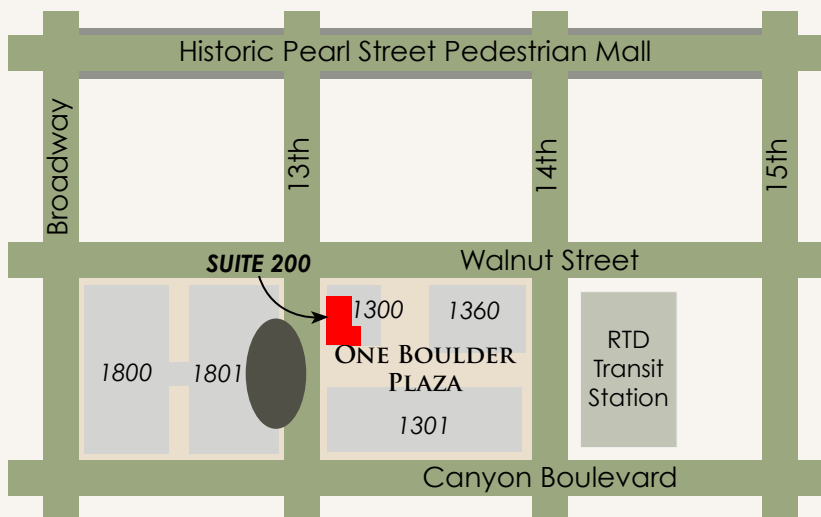 Historic Pearl Street Pedestrian Mall
Broadway
13th
14th
15th
Walnut Street
SUITE 200
1300
1360
1800
1801
ONE BOULDER
PLAZA
1301
RTD
Transit
Station
Canyon Boulevard